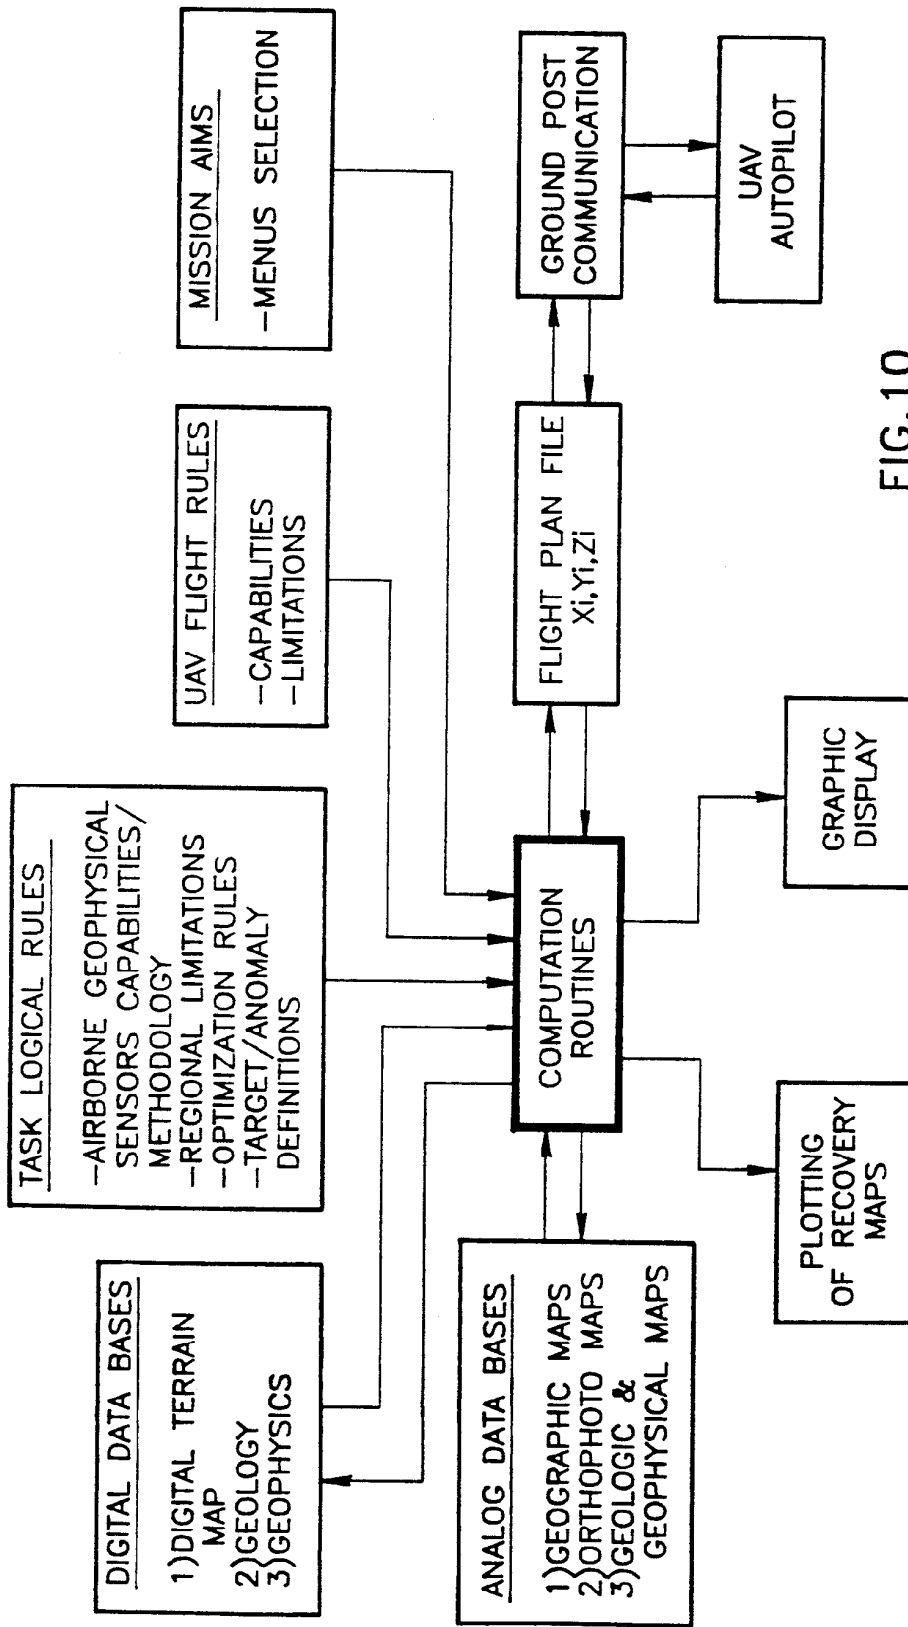 DIGITAL DATA BASES
1)DIGITAL TERRAIN
MAP
2)GEOLOGY
3)GEOPHYSICS
TASK LOGICAL RULES
-AIRBORNE GEOPHYSICAL
SENSORS CAPABILITIES/
METHODOLOGY
-REGIONAL LIMITATIONS
-OPTIMIZATION RULES
-TARGET/ANOMALY
DEFINITIONS
UAV FLIGHT RULES
-CAPABILITIES
-LIMITATIONS
MISSION AIMS
-MENUS SELECTION
ANALOG DATA BASES
1)GEOGRAPHIC MAPS
2)ORTHOPHOTO MAPS
3)GEOLOGIC &
GEOPHYSICAL MAPS
COMPUTATION
ROUTINES
FLIGHT PLAN FILE
Xi,Yi,Zi
GROUND POST
COMMUNICATION
PLOTTING
OF RECOVERY
MAPS
GRAPHIC
DISPLAY
UAV
AUTOPILOT
FIG.10